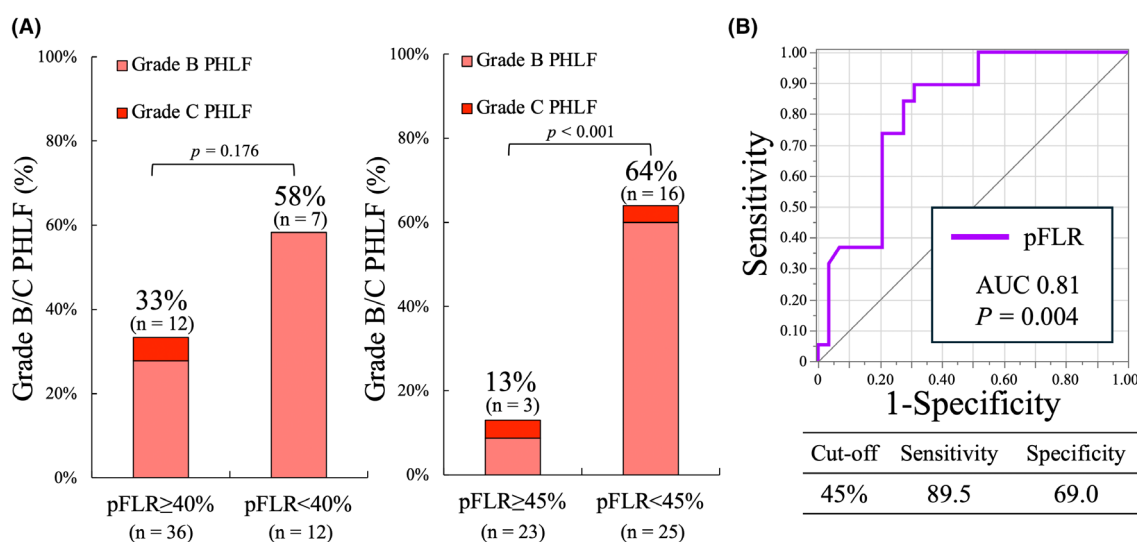 (A)
Grade B/C PHLF (%)
100%
80%
60%
40%
20%
0%
Grade B PHLF
Grade C PHLF
p = 0.176
33%
(n = 12)
58%
(n = 7)
pFLR≥40%
(n = 36)
pFLR<40%
(n = 12)
Grade B/C PHLF (%)
100%
80%
60%
40%
20%
0%
Grade B PHLF
Grade C PHLF
p < 0.001
13%
(n = 3)
64%
(n = 16)
pFLR≥45%
(n = 23)
pFLR<45%
(n = 25)
(B)
Sensitivity
1.00
0.90
0.80
0.70
0.60
0.50
0.40
0.30
0.20
0.10
0
pFLR
AUC 0.81
P = 0.004
0 0.20 0.40 0.60 0.80 1.00
1-Specificity
Cut-off Sensitivity Specificity
45% 89.5 69.0